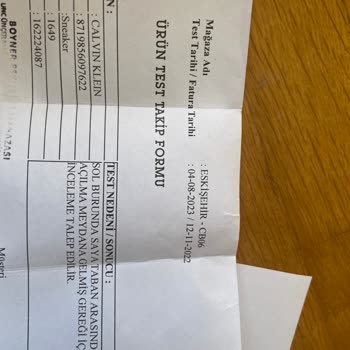 ÜRÜN TEST TAKİP FORMU
Mağaza Adı : ESKİŞEHİR - CB06
Test Tarihi / Fatura Tarihi : 04-08-2023 / 12-11-2022
N :
: CALVIN KLEIN
: 8719856097622
: Sneaker
: 1649
: 162224087
TEST NEDENİ / SONUCU :
SOL BURUNDA SAYA TABAN ARASIND
AÇILMA MEYDANA GELMİŞ GEREĞİ İÇ
İNCELEME TALEP EDİLİR.
BOYNER
Müşteri